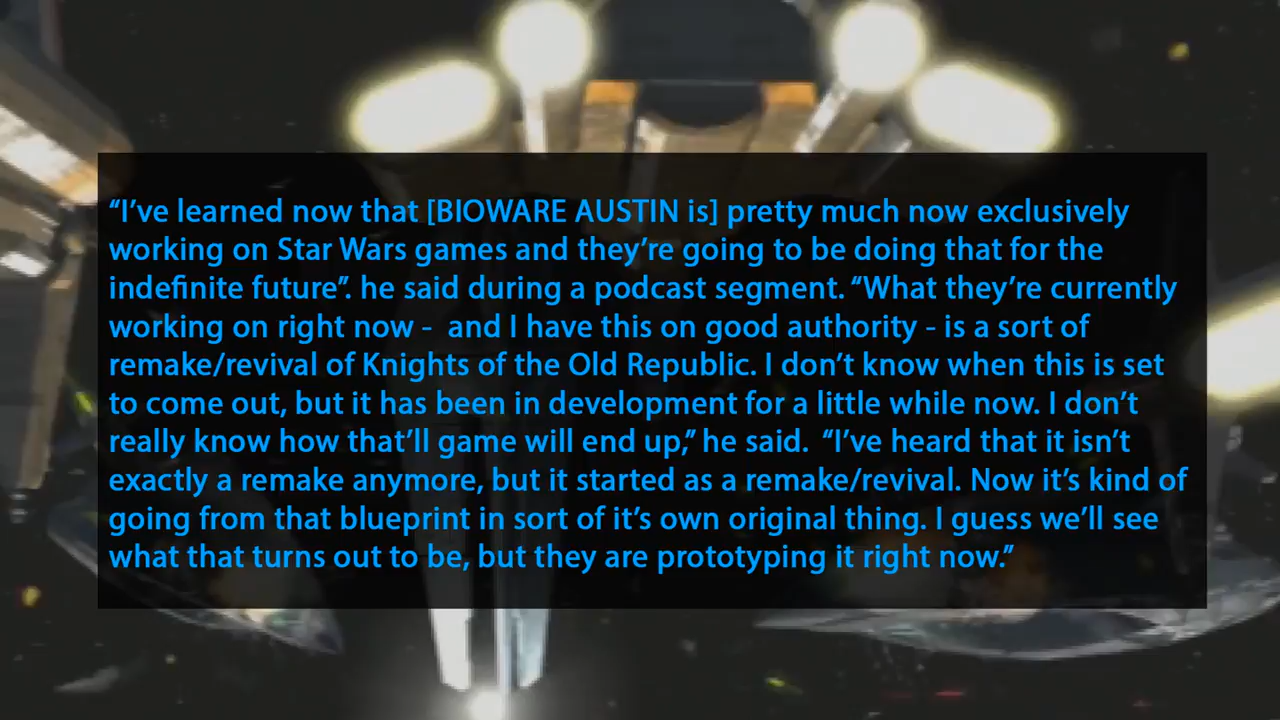 “I’ve learned now that [BIOWARE AUSTIN is] pretty much now exclusively
working on Star Wars games and they’re going to be doing that for the
indefinite future”. he said during a podcast segment. “What they’re currently
working on right now -  and I have this on good authority - is a sort of
remake/revival of Knights of the Old Republic. I don’t know when this is set
to come out, but it has been in development for a little while now. I don’t
really know how that’ll game will end up,” he said.  “I’ve heard that it isn’t
exactly a remake anymore, but it started as a remake/revival. Now it’s kind of
going from that blueprint in sort of it’s own original thing. I guess we’ll see
what that turns out to be, but they are prototyping it right now.”